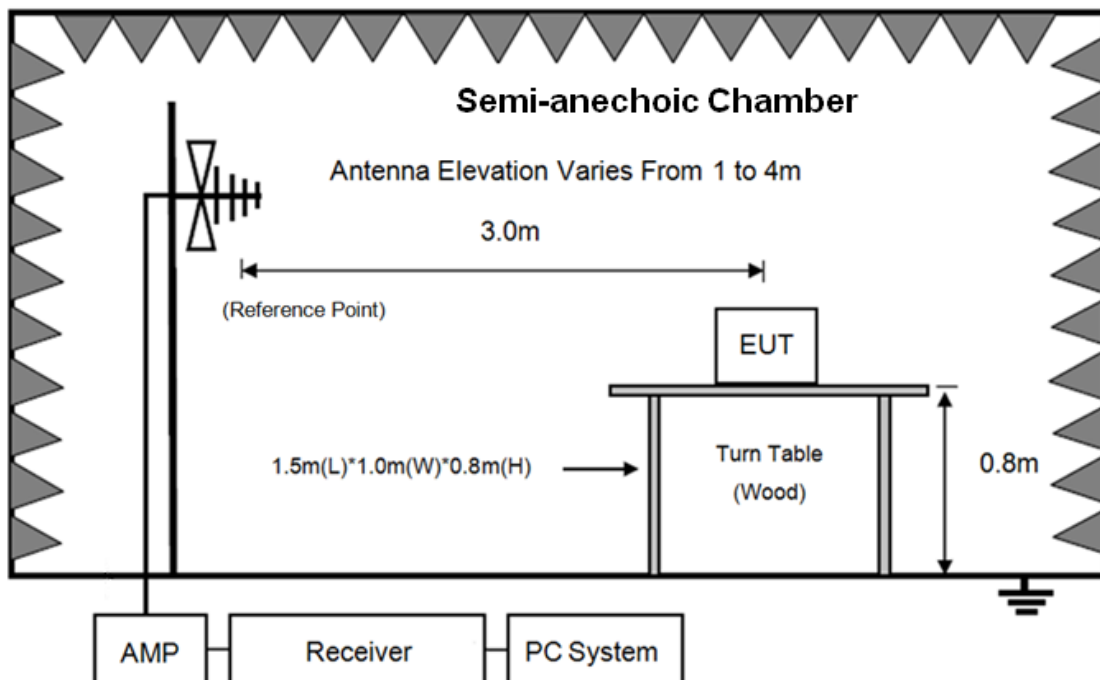 Semi-anechoic Chamber
Antenna Elevation Varies From 1 to 4m
3.0m
(Reference Point)
EUT
1.5m(L)*1.0m(W)*0.8m(H)
Turn Table
(Wood)
0.8m
AMP
Receiver
PC System